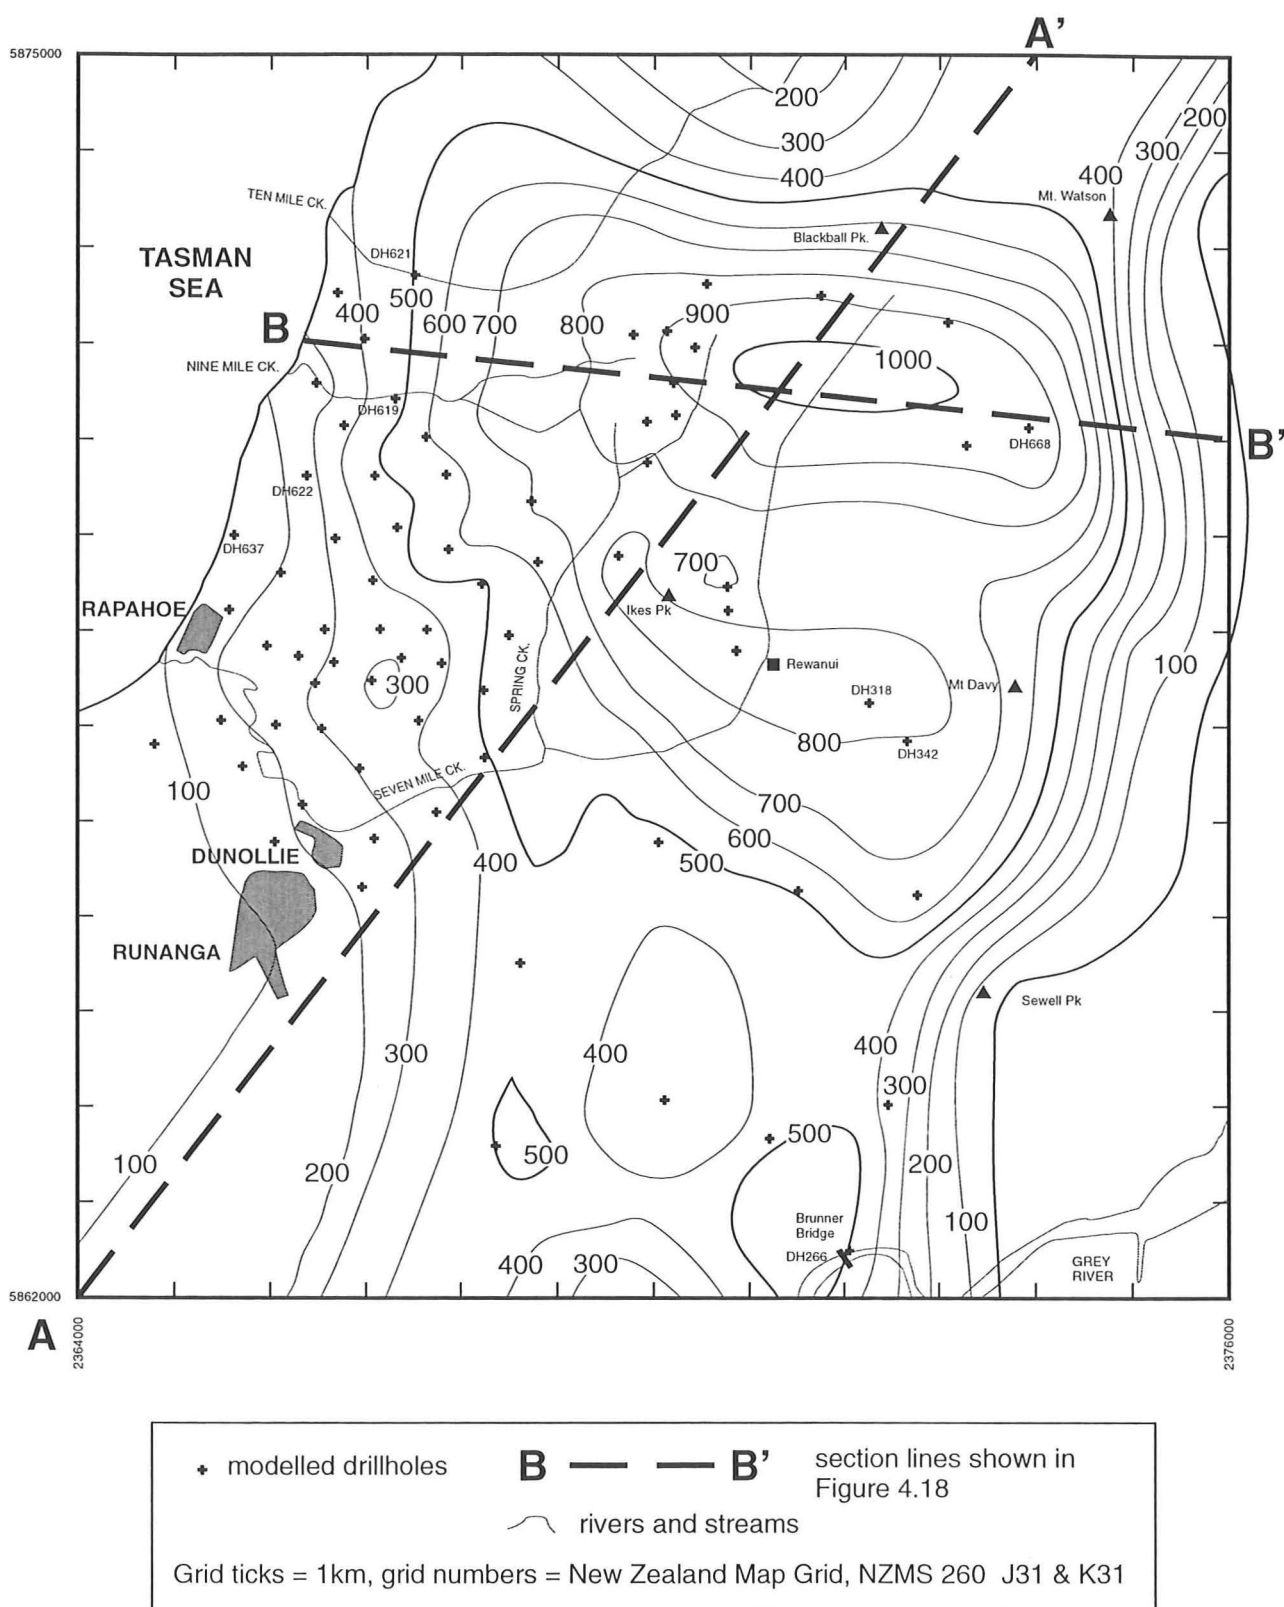 A'
5875000
200
200
300
300
400
400
Mt. Watson
TEN MILE CK.
Blackball Pk.
TASMAN
SEA
DH621
500
400
B
600
700
800
900
1000
NINE MILE CK.
DH619
B'
DH668
DH622
DH637
700
RAPAHOE
Ikes Pk
SPRING CK.
Rewanui
100
300
DH318
Mt Davy
800
DH342
SEVEN MILE CK.
100
700
600
DUNOLLIE
400
500
RUNANGA
Sewell Pk
400
300
400
300
500
500
100
200
200
Brunner
Bridge
100
DH266
400
300
GREY
RIVER
5862000
A
2364000
2376000
modelled drillholes
B B'
section lines shown in
Figure 4.18
rivers and streams
Grid ticks = 1km, grid numbers = New Zealand Map Grid, NZMS 260 J31 & K31